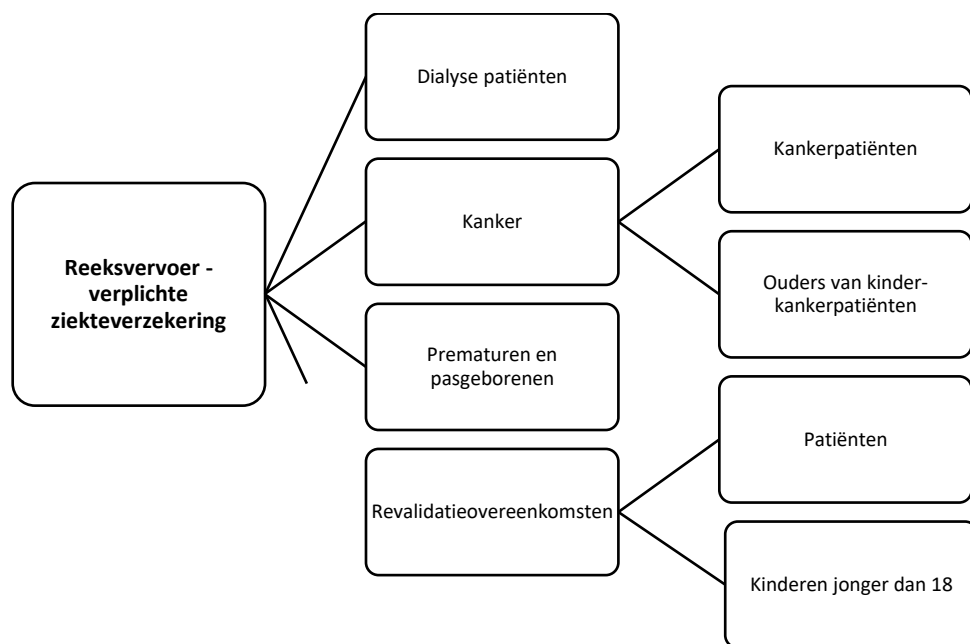 Reeksvervoer -
verplichte
ziekteverzekering
Dialyse patiënten
Kanker
Kankerpatiënten
Ouders van kinder-
kankerpatiënten
Prematuren en
pasgeborenen
Revalidatieovereenkomsten
Patiënten
Kinderen jonger dan 18